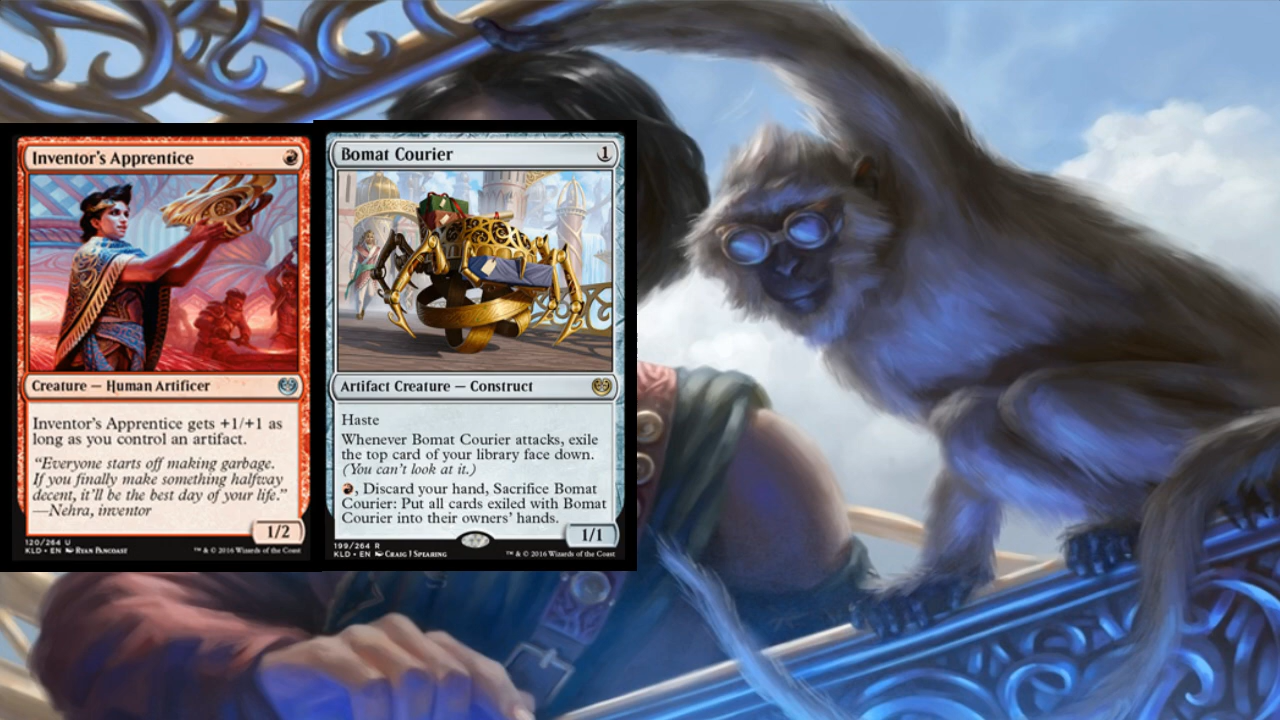 Inventor's Apprentice
Creature — Human Artificer
Inventor's Apprentice gets +1/+1 as
long as you control an artifact.
“Everyone starts off making garbage.
If you finally make something halfway
decent, it'll be the best day of your life.”
—Nehra, inventor
1/2
120/264 U
KLD • EN Ryan Pancoast
™ & © 2016 Wizards of the Coast
Bomat Courier 1
Artifact Creature — Construct
Haste
Whenever Bomat Courier attacks, exile
the top card of your library face down.
(You can't look at it.)
, Discard your hand, Sacrifice Bomat
Courier: Put all cards exiled with Bomat
Courier into their owners' hands.
1/1
199/264 R
KLD • EN Craig J Spearing
™ & © 2016 Wizards of the Coast